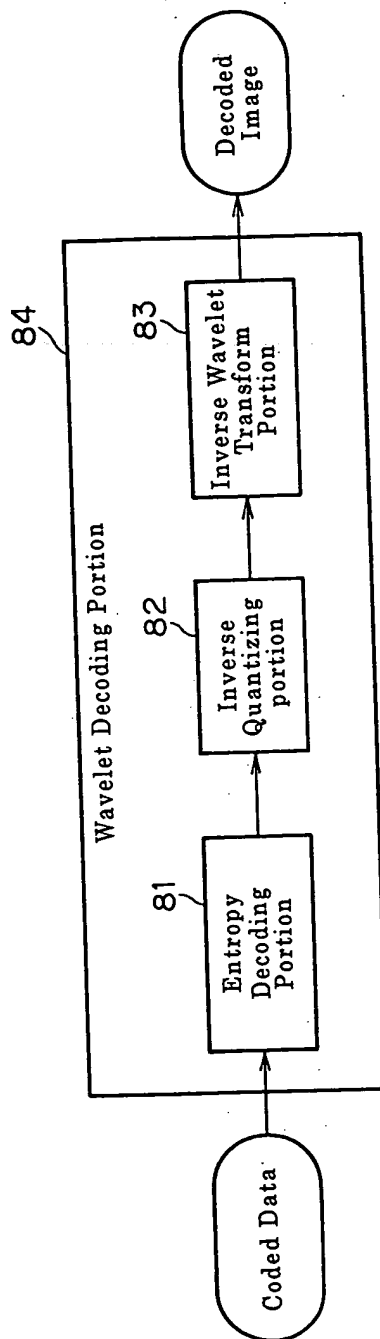 84
Wavelet Decoding Portion
Coded Data
81
Entropy
Decoding
Portion
82
Inverse
Quantizing
portion
83
Inverse Wavelet
Transform
Portion
Decoded
Image